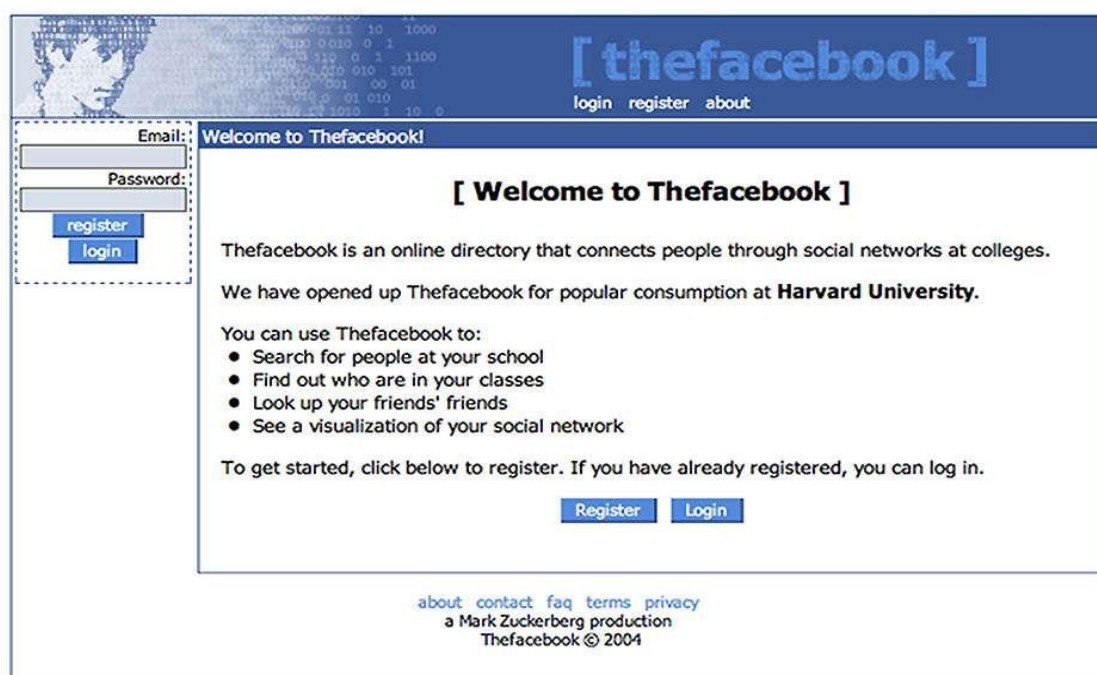 [ thefacebook ]
login register about
Email:
Password:
register
login
Welcome to Thefacebook!
[ Welcome to Thefacebook ]
Thefacebook is an online directory that connects people through social networks at colleges.
We have opened up Thefacebook for popular consumption at Harvard University.
You can use Thefacebook to:
• Search for people at your school
• Find out who are in your classes
• Look up your friends' friends
• See a visualization of your social network
To get started, click below to register. If you have already registered, you can log in.
Register Login
about contact faq terms privacy
a Mark Zuckerberg production
Thefacebook © 2004